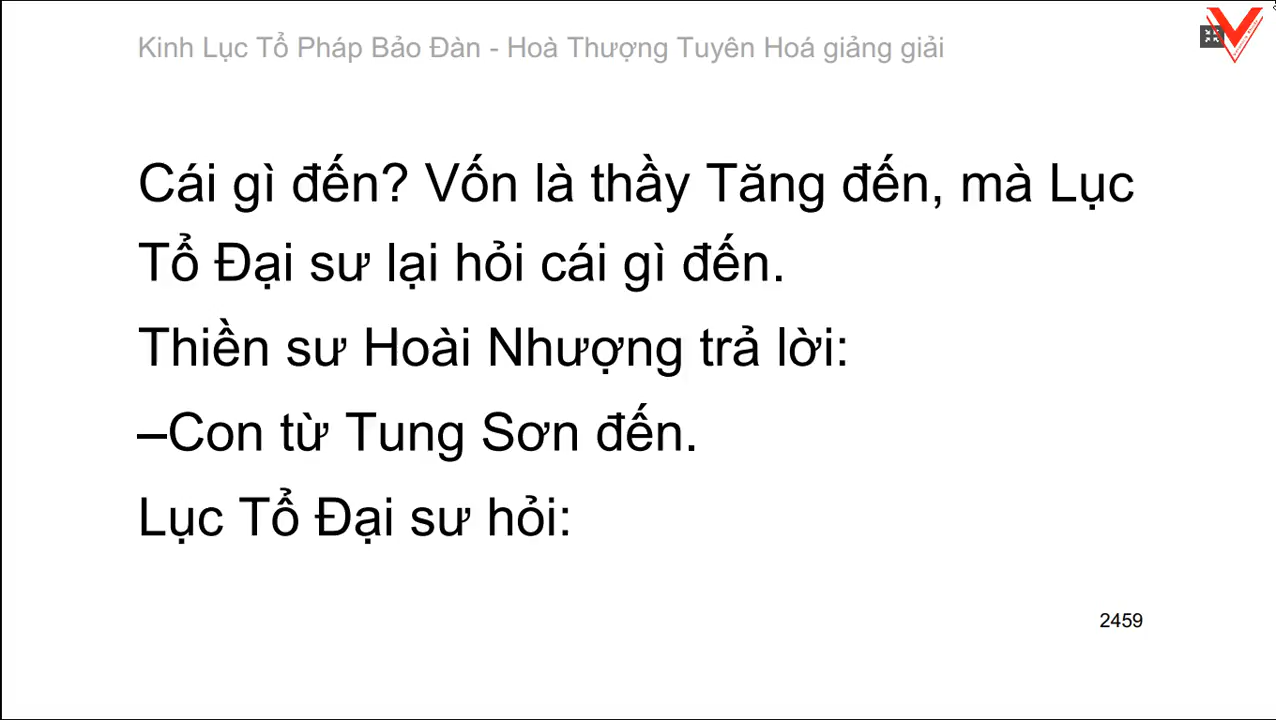 Kinh Lục Tổ Pháp Bảo Đàn - Hoà Thượng Tuyên Hoá giảng giải
Cái gì đến? Vốn là thầy Tăng đến, mà Lục
Tổ Đại sư lại hỏi cái gì đến.
Thiền sư Hoài Nhượng trả lời:
–Con từ Tung Sơn đến.
Lục Tổ Đại sư hỏi:
2459